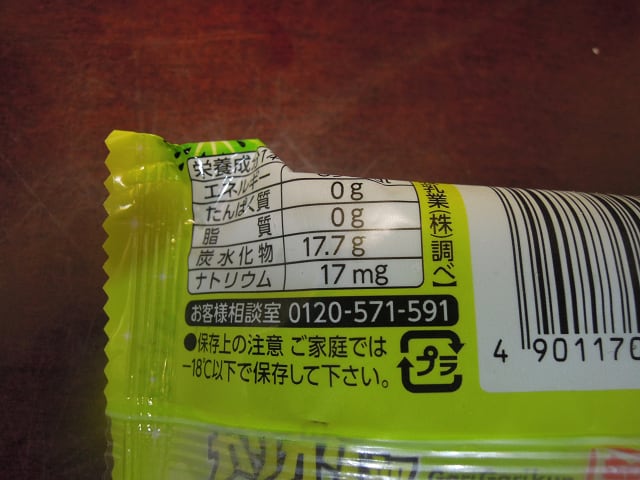 栄養成分
エネルギー
たんぱく質 0g
脂質 0g
炭水化物 17.7g
ナトリウム 17mg
乳業(株)調べ】
お客様相談室 0120-571-591
●保存上の注意 ご家庭では
-18℃以下で保存して下さい。
プラ
4 901170
GariGarikun